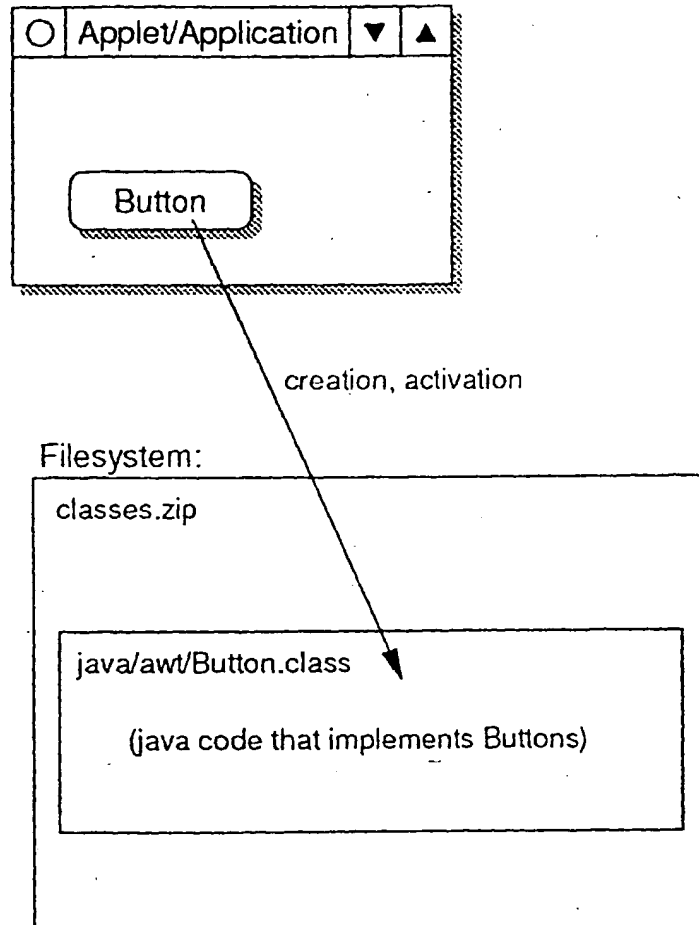 Applet/Application
Button
creation, activation
Filesystem:
classes.zip
java/awt/Button.class
(java code that implements Buttons)